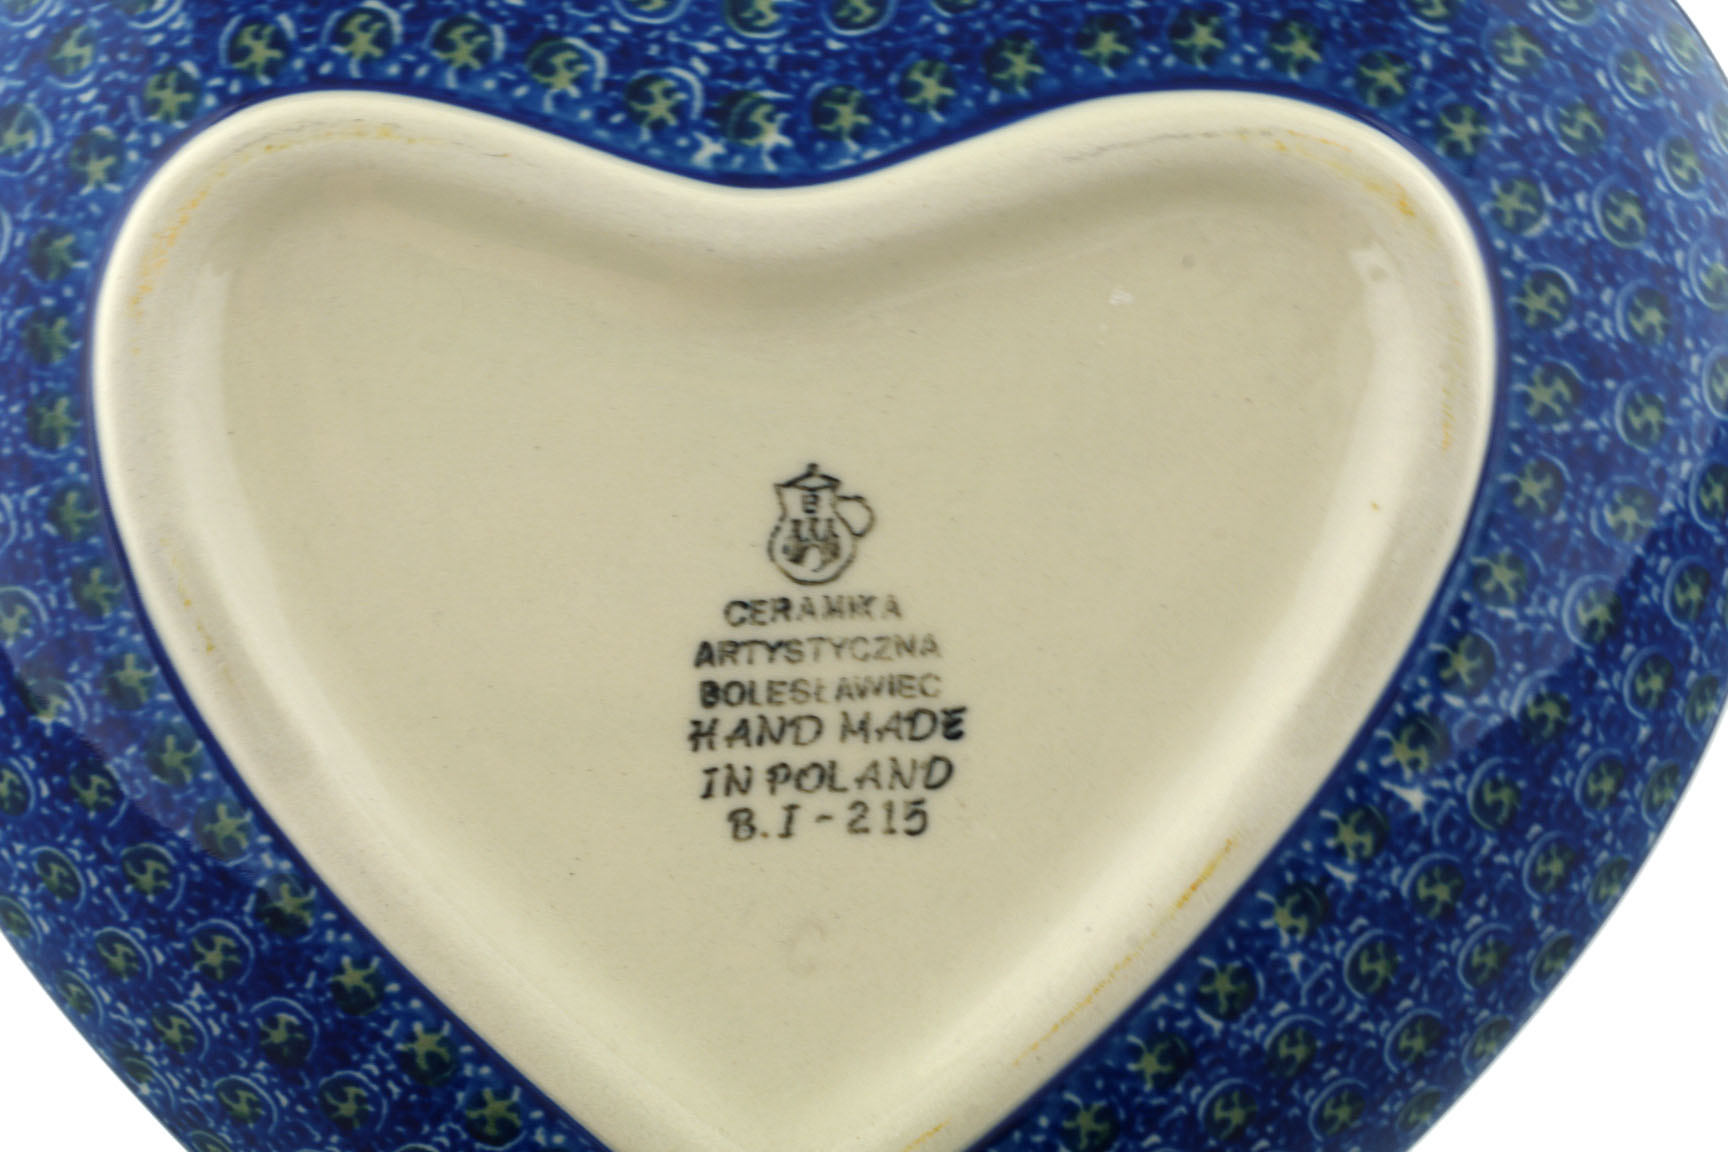 CERAMIKA
ARTYSTYCZNA
BOLESŁAWIEC
HAND MADE
IN POLAND
B.I-215